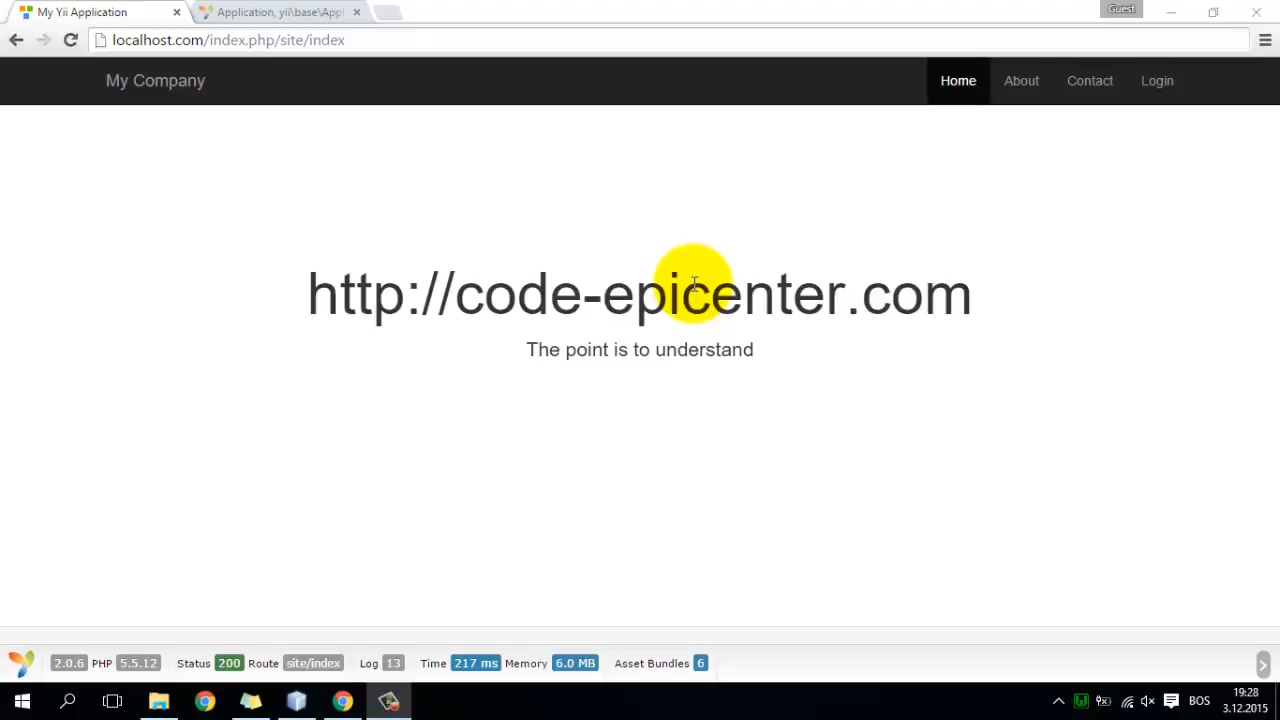 My Yii Application
Application, yii\base\Appl
Guest
localhost.com/index.php/site/index
My Company
Home
About
Contact
Login
http://code-epicenter.com
The point is to understand
2.0.6 PHP 5.5.12 Status 200 Route site/index Log 13 Time 217 ms Memory 6.0 MB Asset Bundles 6
BOS
19:28
3.12.2015